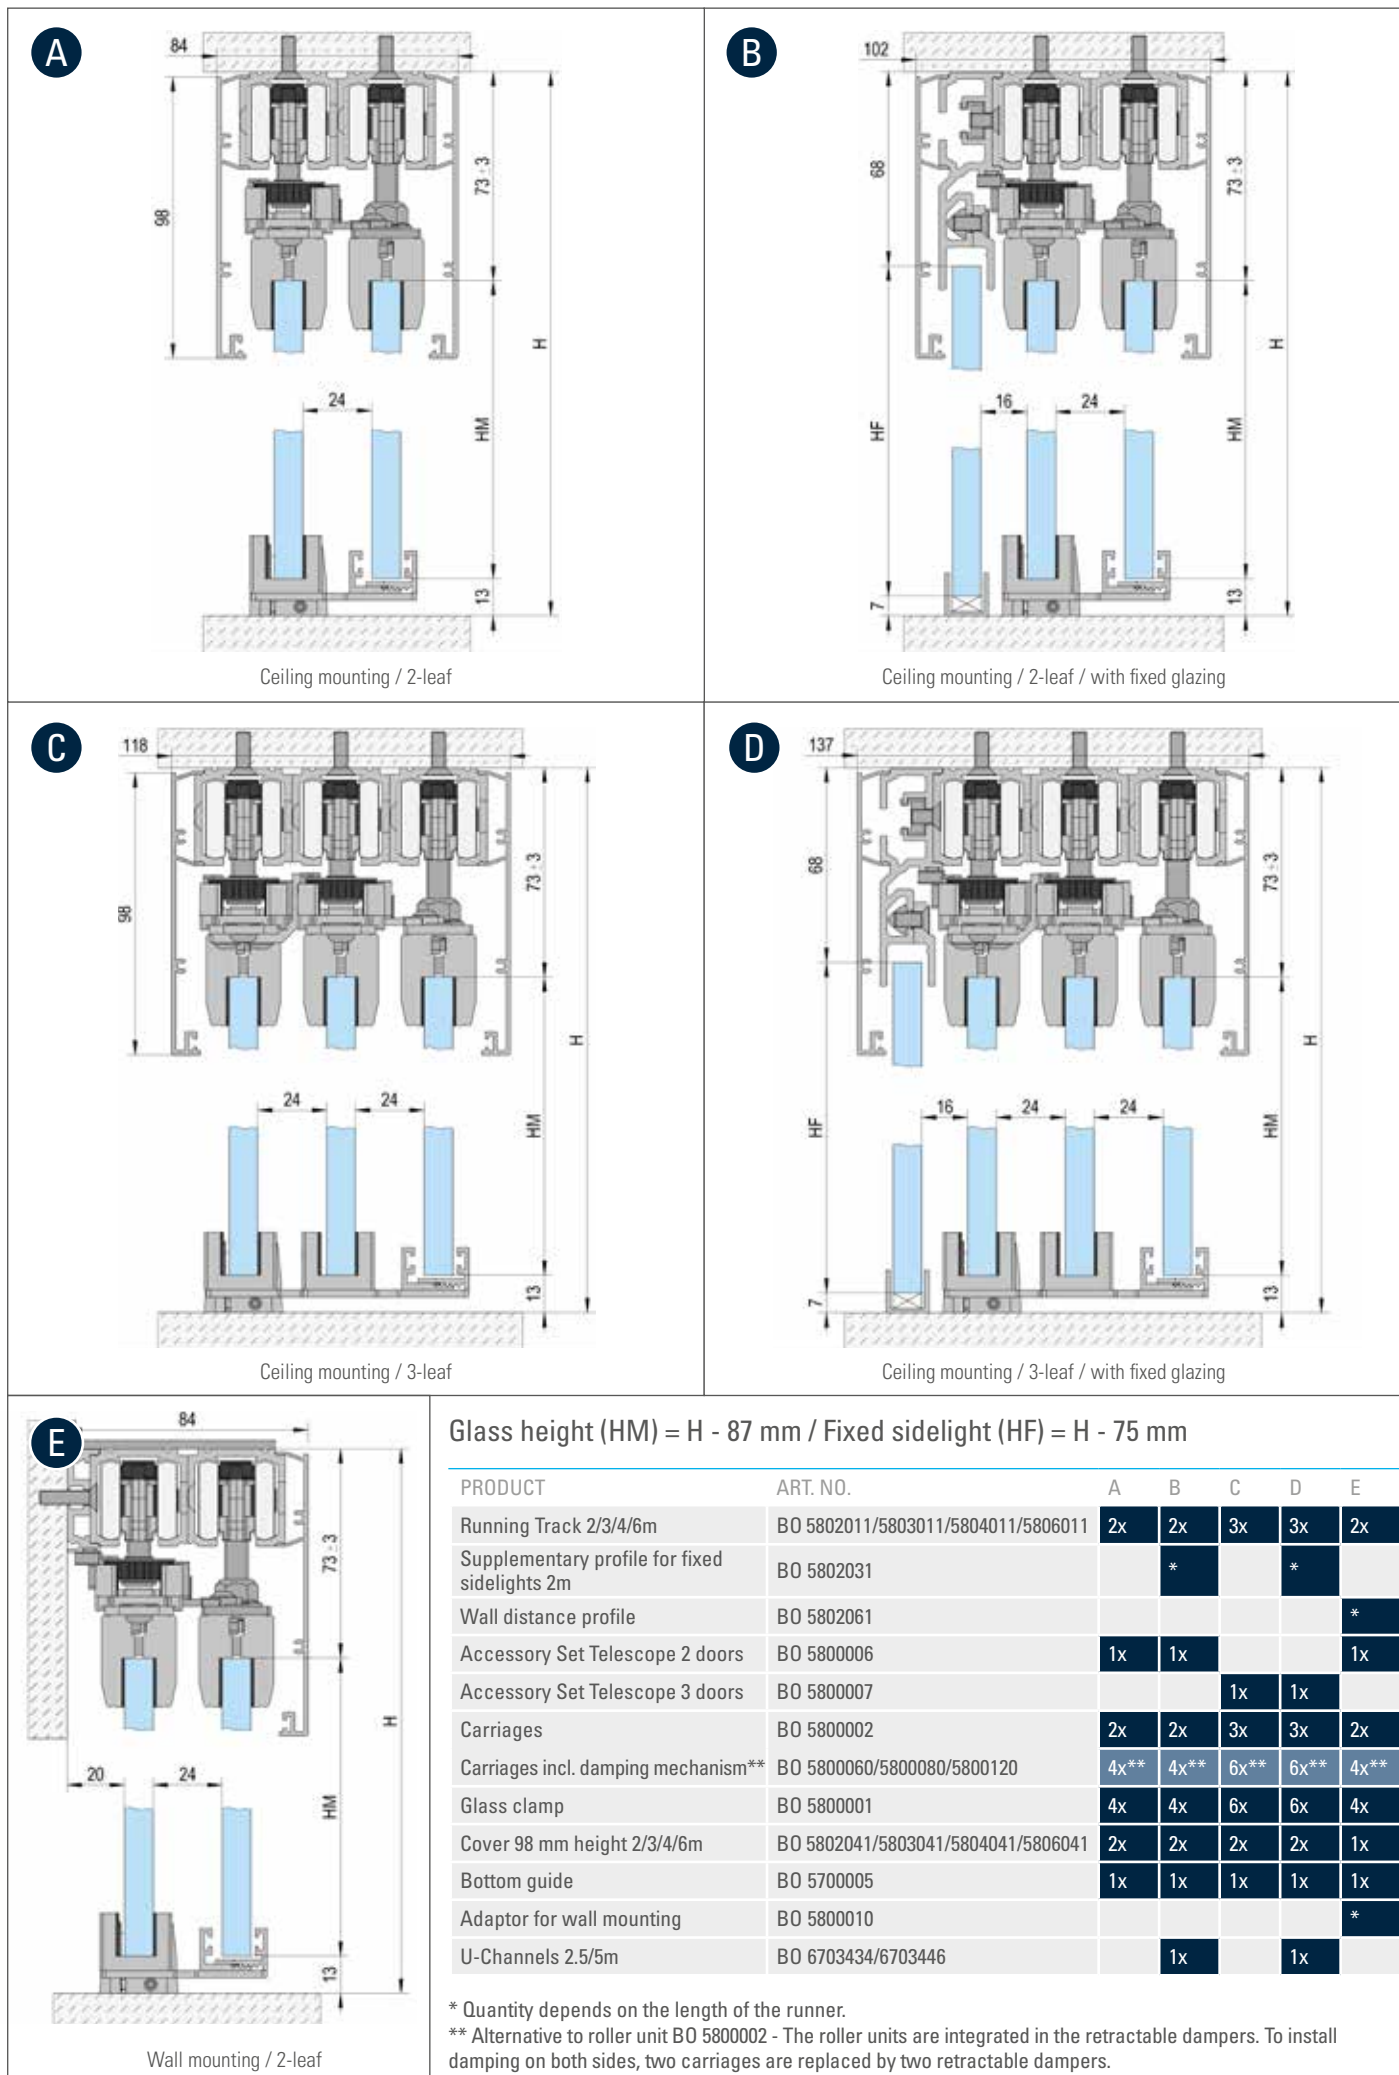 A
84
98
73 ±3
H
HM
24
13
Ceiling mounting / 2-leaf
B
102
68
73 ±3
H
HF
HM
16
24
7
13
Ceiling mounting / 2-leaf / with fixed glazing
C
118
98
73 ±3
H
HM
24
24
13
Ceiling mounting / 3-leaf
D
137
68
73 ±3
H
HF
HM
16
24
24
7
13
Ceiling mounting / 3-leaf / with fixed glazing
E
84
73 ±3
H
HM
20
24
13
Wall mounting / 2-leaf
Glass height (HM) = H - 87 mm / Fixed sidelight (HF) = H - 75 mm
PRODUCT ART. NO. A B C D E
Running Track 2/3/4/6m BO 5802011/5803011/5804011/5806011 2x 2x 3x 3x 2x
Supplementary profile for fixed
sidelights 2m BO 5802031 * *
Wall distance profile BO 5802061 *
Accessory Set Telescope 2 doors BO 5800006 1x 1x 1x
Accessory Set Telescope 3 doors BO 5800007 1x 1x
Carriages BO 5800002 2x 2x 3x 3x 2x
Carriages incl. damping mechanism** BO 5800060/5800080/5800120 4x** 4x** 6x** 6x** 4x**
Glass clamp BO 5800001 4x 4x 6x 6x 4x
Cover 98 mm height 2/3/4/6m BO 5802041/5803041/5804041/5806041 2x 2x 2x 2x 1x
Bottom guide BO 5700005 1x 1x 1x 1x 1x
Adaptor for wall mounting BO 5800010 *
U-Channels 2.5/5m BO 6703434/6703446 1x 1x
* Quantity depends on the length of the runner.
** Alternative to roller unit BO 5800002 - The roller units are integrated in the retractable dampers. To install
damping on both sides, two carriages are replaced by two retractable dampers.